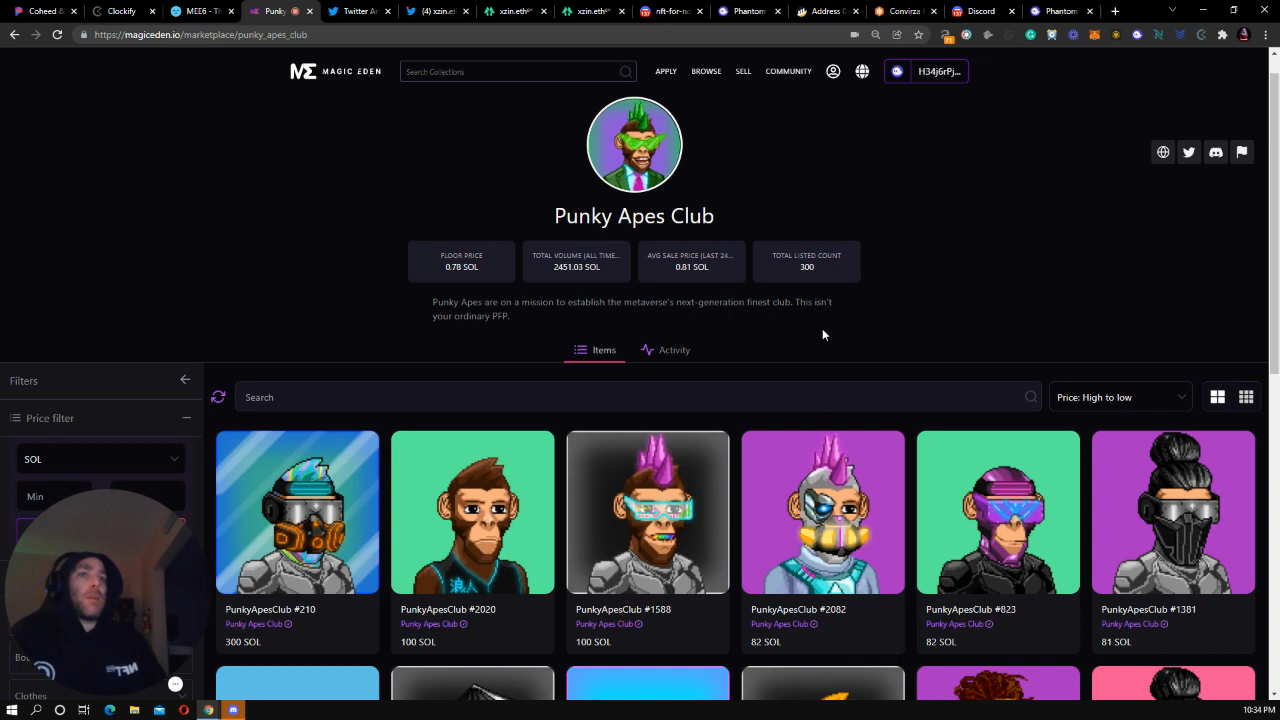 Coheed &
Clockify
MEE6 - Th
Punky
Twitter Ar
(4) xzin.eth
xzin.eth
xzin.eth
nft-for-no
Phantom
Address D
Convirza
Discord
Phantom
https://magiceden.io/marketplace/punky_apes_club
71
ME MAGIC EDEN
Search Collections
APPLY
BROWSE
SELL
COMMUNITY
H34j6rPj...
Punky Apes Club
FLOOR PRICE
0.78 SOL
TOTAL VOLUME (ALL TIME...
2451.03 SOL
AVG SALE PRICE (LAST 24...
0.81 SOL
TOTAL LISTED COUNT
300
Punky Apes are on a mission to establish the metaverse's next-generation finest club. This isn't
your ordinary PFP.
Items
Activity
Filters
Search
Price: High to low
Price filter
SOL
Min
PunkyApesClub #210
Punky Apes Club
300 SOL
浪人
PunkyApesClub #2020
Punky Apes Club
100 SOL
PunkyApesClub #1588
Punky Apes Club
100 SOL
PunkyApesClub #2082
Punky Apes Club
82 SOL
PunkyApesClub #823
Punky Apes Club
82 SOL
PunkyApesClub #1381
Punky Apes Club
81 SOL
Clothes
10:34 PM